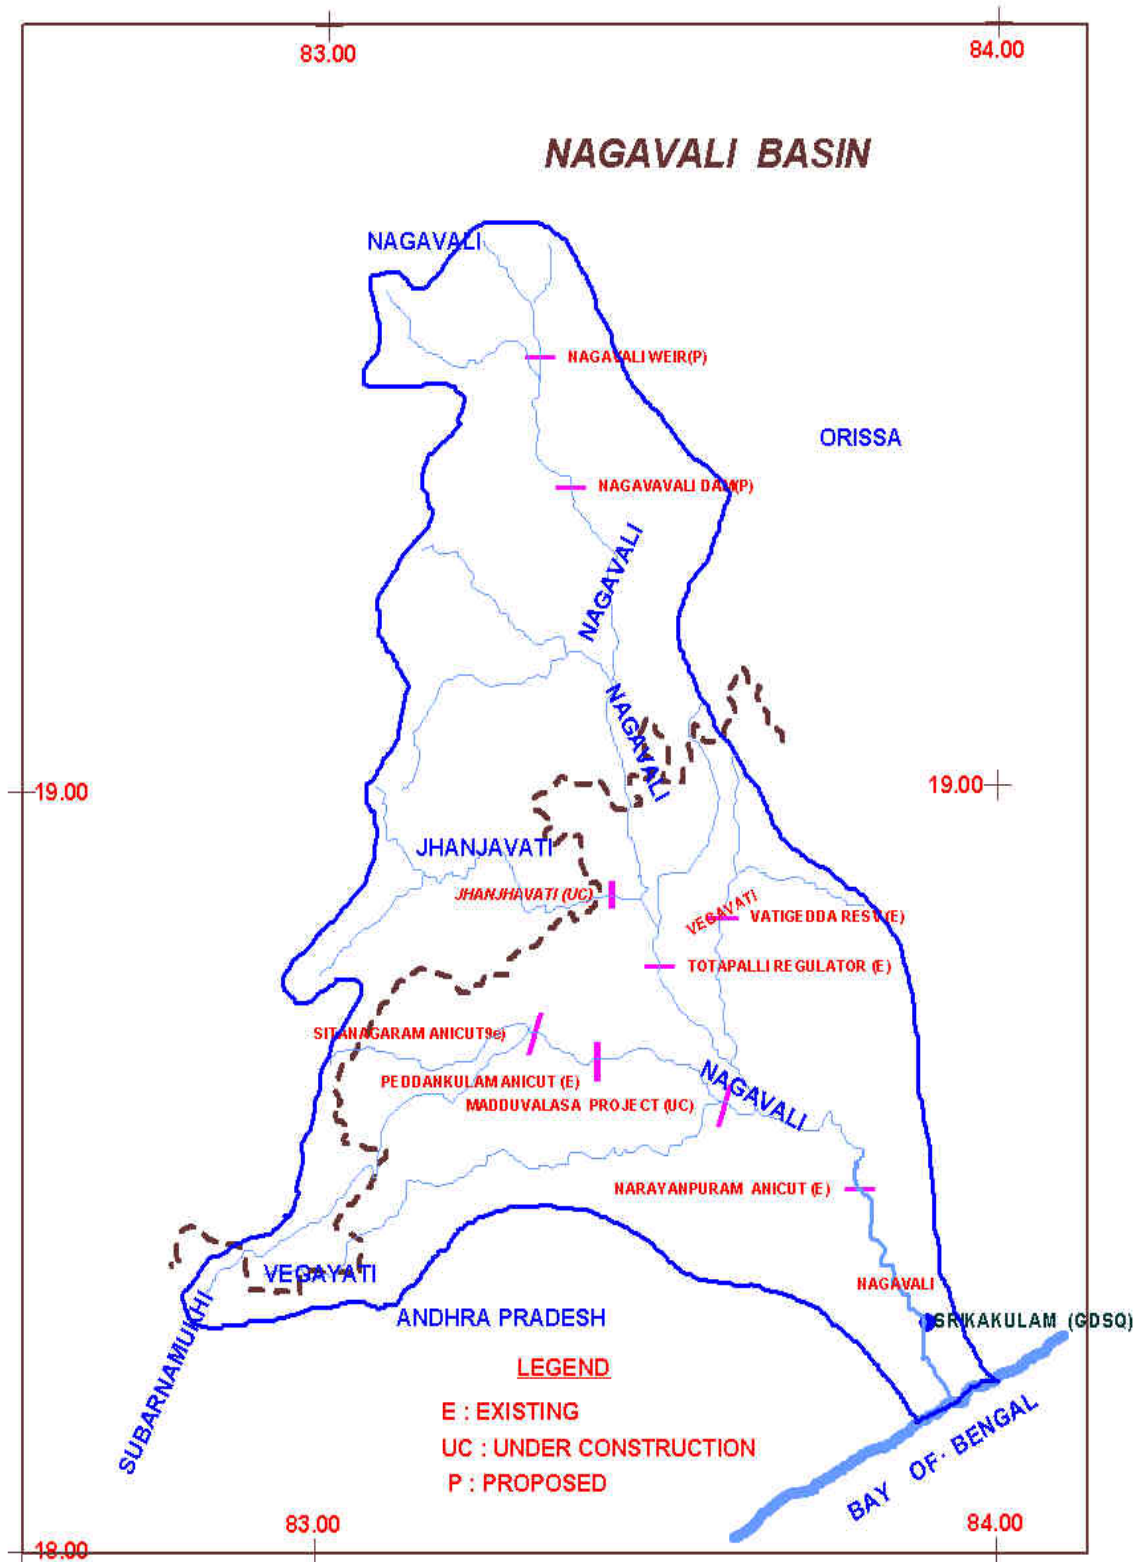 83.00
84.00
NAGAVALI BASIN
NAGAVALI
NAGAVALI WEIR(P)
ORISSA
NAGAVAVALI DAM(P)
NAGAVALI
NAGAVALI
19.00
19.00
JHANJAVATI
JHANJHAVATI (UC)
VEGAVATI
VATIGEDDA RESV(E)
TOTAPALLI REGULATOR (E)
SITANAGARAM ANICUT9e)
PEDDANKULAM ANICUT (E)
NAGAVALI
MADDUVALASA PROJECT (UC)
NARAYANPURAM ANICUT (E)
VEGAYATI
NAGAVALI
SUBARNAMUKHI
ANDHRA PRADESH
SRIKAKULAM (GDSQ)
LEGEND
E : EXISTING
UC : UNDER CONSTRUCTION
P : PROPOSED
BAY OF BENGAL
83.00
84.00
18.00